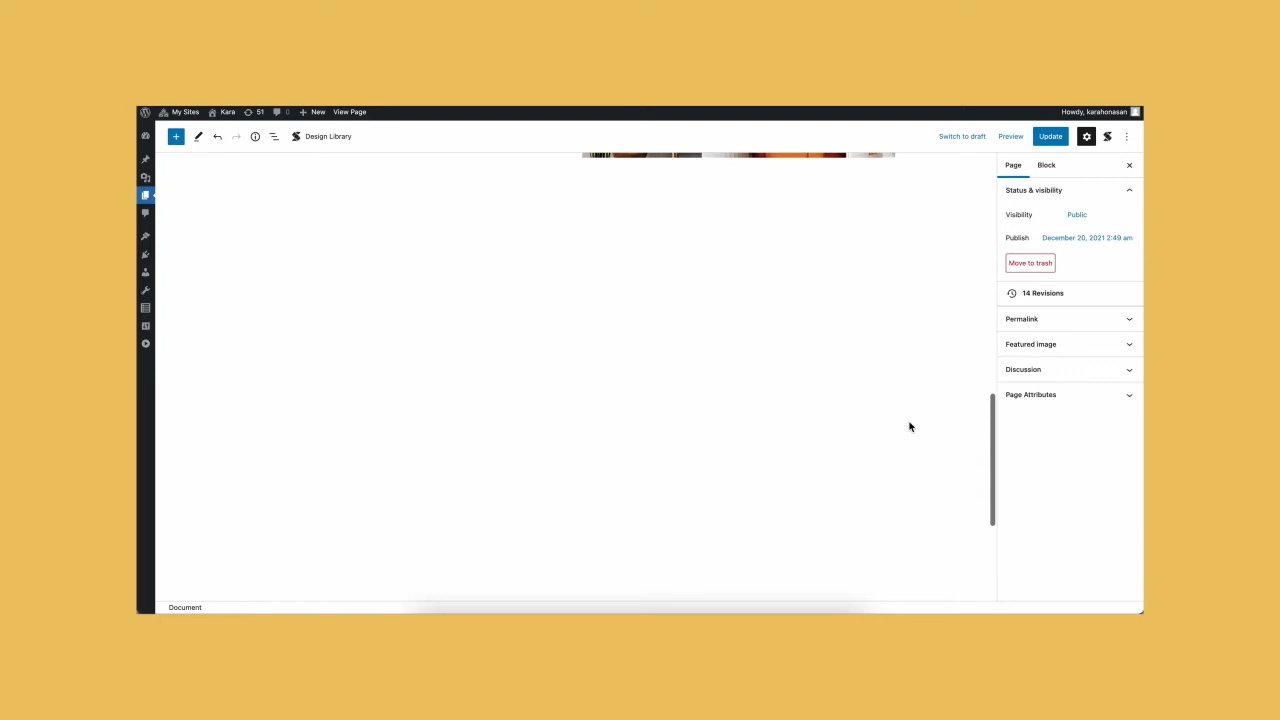 My Sites Kara 51 0 New View Page Howdy, karahonasan
Design Library Switch to draft Preview Update
Page Block
Status & visibility
Visibility Public
Publish December 20, 2021 2:49 am
Move to trash
14 Revisions
Permalink
Featured image
Discussion
Page Attributes
Document